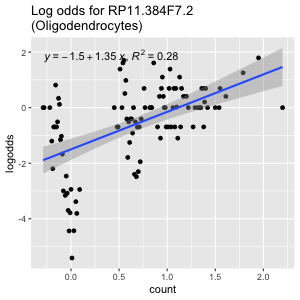 Log odds for RP11.384F7.2
(Oligodendrocytes)
y = −1.5 + 1.35 x, R² = 0.28
2
0
-2
-4
logodds
0.0 0.5 1.0 1.5 2.0
count